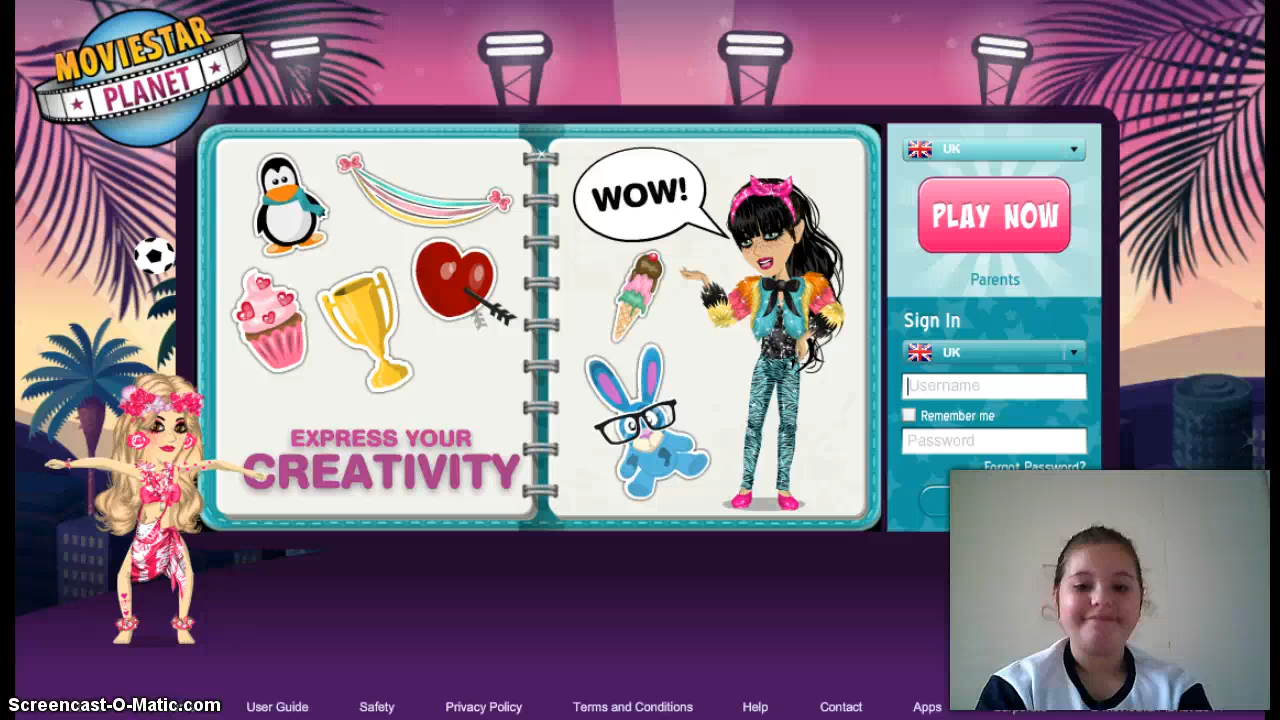 MOVIESTAR
PLANET
WOW!
EXPRESS YOUR
CREATIVITY
UK
PLAY NOW
Parents
Sign In
UK
Username
Remember me
Password
Forgot Password?
Screencast-O-Matic.com
User Guide
Safety
Privacy Policy
Terms and Conditions
Help
Contact
Apps